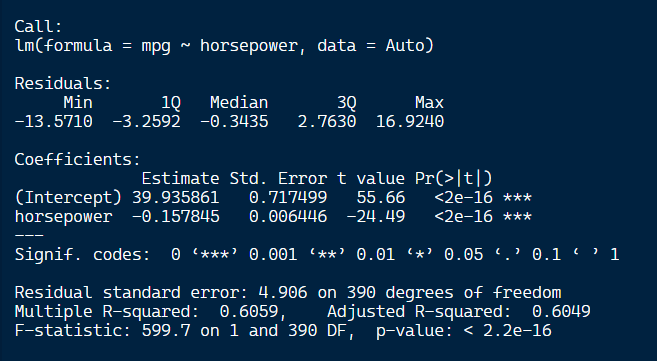 Call:
lm(formula = mpg ~ horsepower, data = Auto)
Residuals:
     Min       1Q   Median       3Q      Max
-13.5710  -3.2592  -0.3435   2.7630  16.9240
Coefficients:
             Estimate Std. Error t value Pr(>|t|)
(Intercept) 39.935861   0.717499   55.66   <2e-16 ***
horsepower  -0.157845   0.006446  -24.49   <2e-16 ***
---
Signif. codes:  0 ‘***’ 0.001 ‘**’ 0.01 ‘*’ 0.05 ‘.’ 0.1 ‘ ’ 1
Residual standard error: 4.906 on 390 degrees of freedom
Multiple R-squared:  0.6059,    Adjusted R-squared:  0.6049
F-statistic: 599.7 on 1 and 390 DF,  p-value: < 2.2e-16